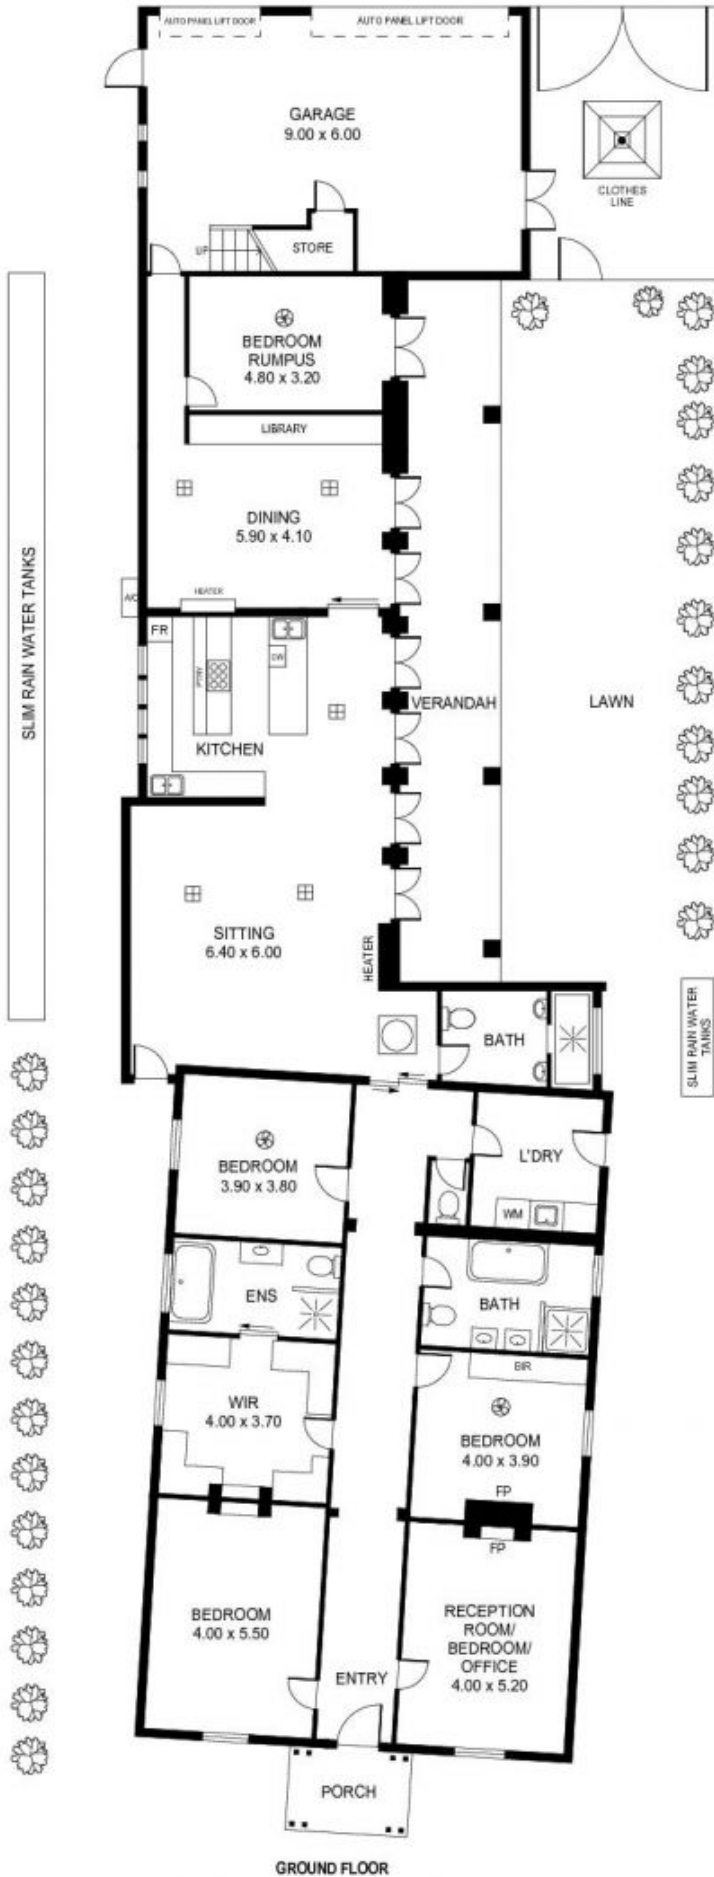 AUTO PANEL LIFT DOOR
AUTO PANEL LIFT DOOR
GARAGE
9.00 x 6.00
CLOTHES
LINE
UP
STORE
BEDROOM
RUMPUS
4.80 x 3.20
LIBRARY
DINING
5.90 x 4.10
SLIM RAIN WATER TANKS
A/C
HEATER
FR
PTRY
DW
KITCHEN
VERANDAH
LAWN
SITTING
6.40 x 6.00
HEATER
BATH
SLIM RAIN WATER
TANKS
BEDROOM
3.90 x 3.80
L'DRY
WM
ENS
BATH
BIR
WIR
4.00 x 3.70
BEDROOM
4.00 x 3.90
FP
FP
BEDROOM
4.00 x 5.50
RECEPTION
ROOM/
BEDROOM/
OFFICE
4.00 x 5.20
ENTRY
PORCH
GROUND FLOOR